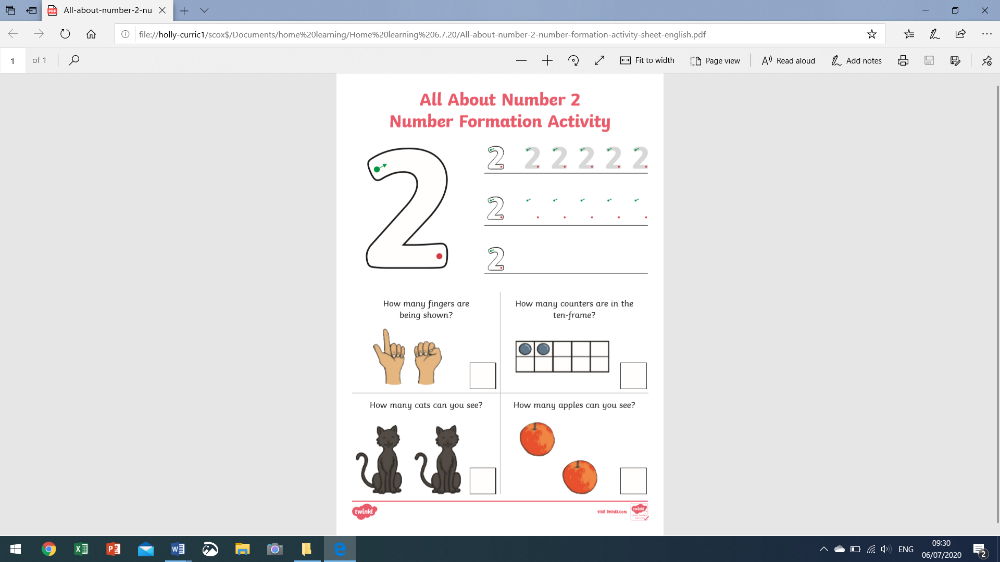 All-about-number-2-nu
file://holly-curric1/scox$/Documents/home%20learning/Home%20learning%206.7.20/All-about-number-2-number-formation-activity-sheet-english.pdf
1 of 1
Fit to width
Page view
Read aloud
Add notes
All About Number 2
Number Formation Activity
2
2 2 2 2 2 2
2
2
How many fingers are
being shown?
How many counters are in the
ten-frame?
How many cats can you see?
How many apples can you see?
twinkl
visit twinkl.com
twinkl
ENG
09:30
06/07/2020
2